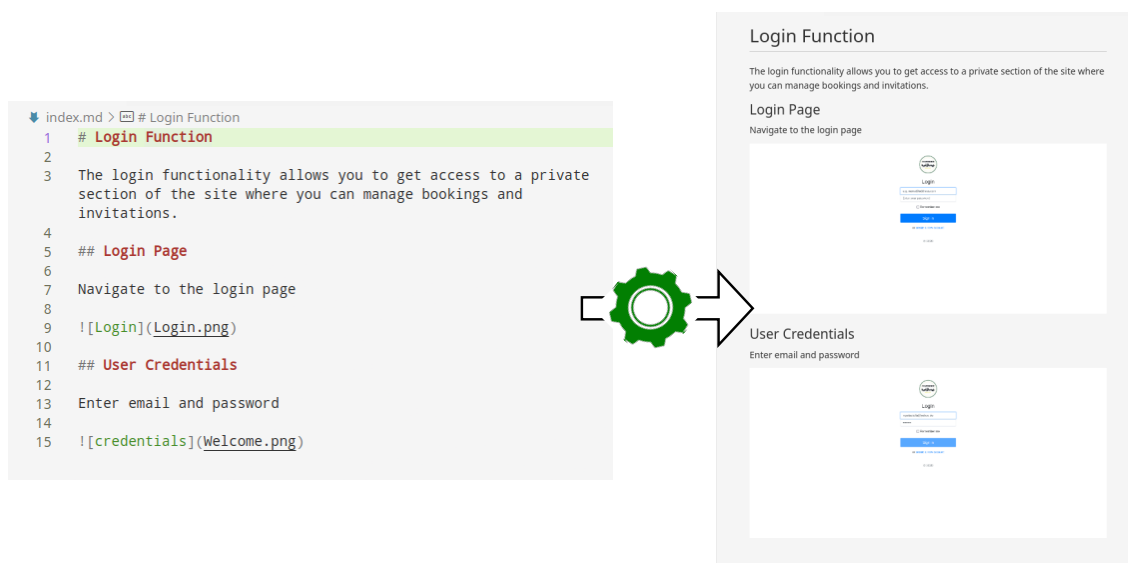 index.md > # Login Function
1 # Login Function
2
3 The login functionality allows you to get access to a private
section of the site where you can manage bookings and
invitations.
4
5 ## Login Page
6
7 Navigate to the login page
8
9 ![Login](Login.png)
10
11 ## User Credentials
12
13 Enter email and password
14
15 ![credentials](Welcome.png)
Login Function
The login functionality allows you to get access to a private section of the site where
you can manage bookings and invitations.
Login Page
Navigate to the login page
Login
Sign in
User Credentials
Enter email and password
Login
Sign in